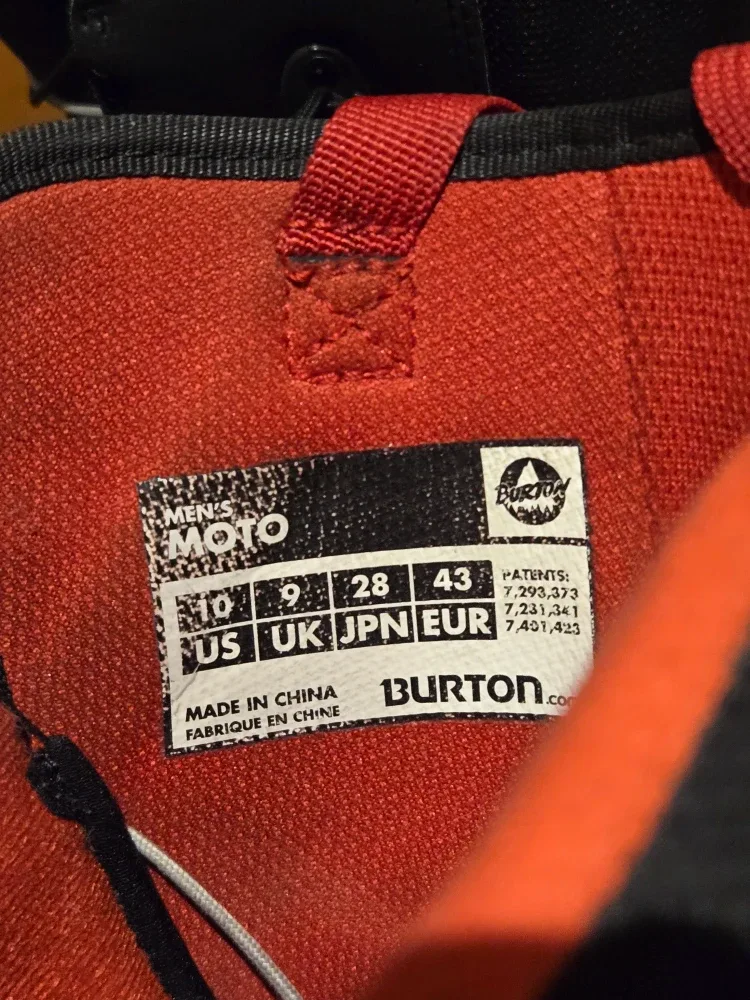 BURTON
MEN'S
MOTO
10 9 28 43
US UK JPN EUR
PATENTS:
7,293,373
7,231,341
7,401,423
MADE IN CHINA
FABRIQUE EN CHINE
BURTON.co